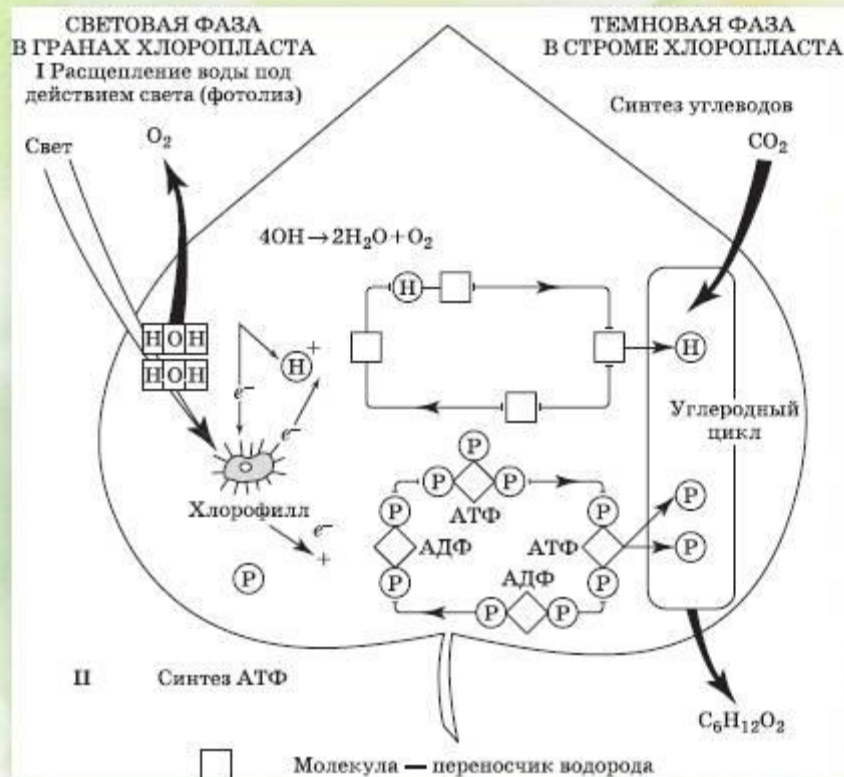 СВЕТОВАЯ ФАЗА
В ГРАНАХ ХЛОРОПЛАСТА
I Расщепление воды под
действием света (фотолиз)
ТЕМНОВАЯ ФАЗА
В СТРОМЕ ХЛОРОПЛАСТА
Синтез углеводов
Свет
O₂
CO₂
4OH→2H₂O+O₂
H
H O H
H O H
H⁺
H
e⁻
e⁻
Углеродный
цикл
P
P P
АТФ
Хлорофилл
e⁻
+
P
P
АДФ
P
P
АТФ
P
P
P
АДФ
P P
II Синтез АТФ
C₆H₁₂O₂
Молекула — переносчик водорода